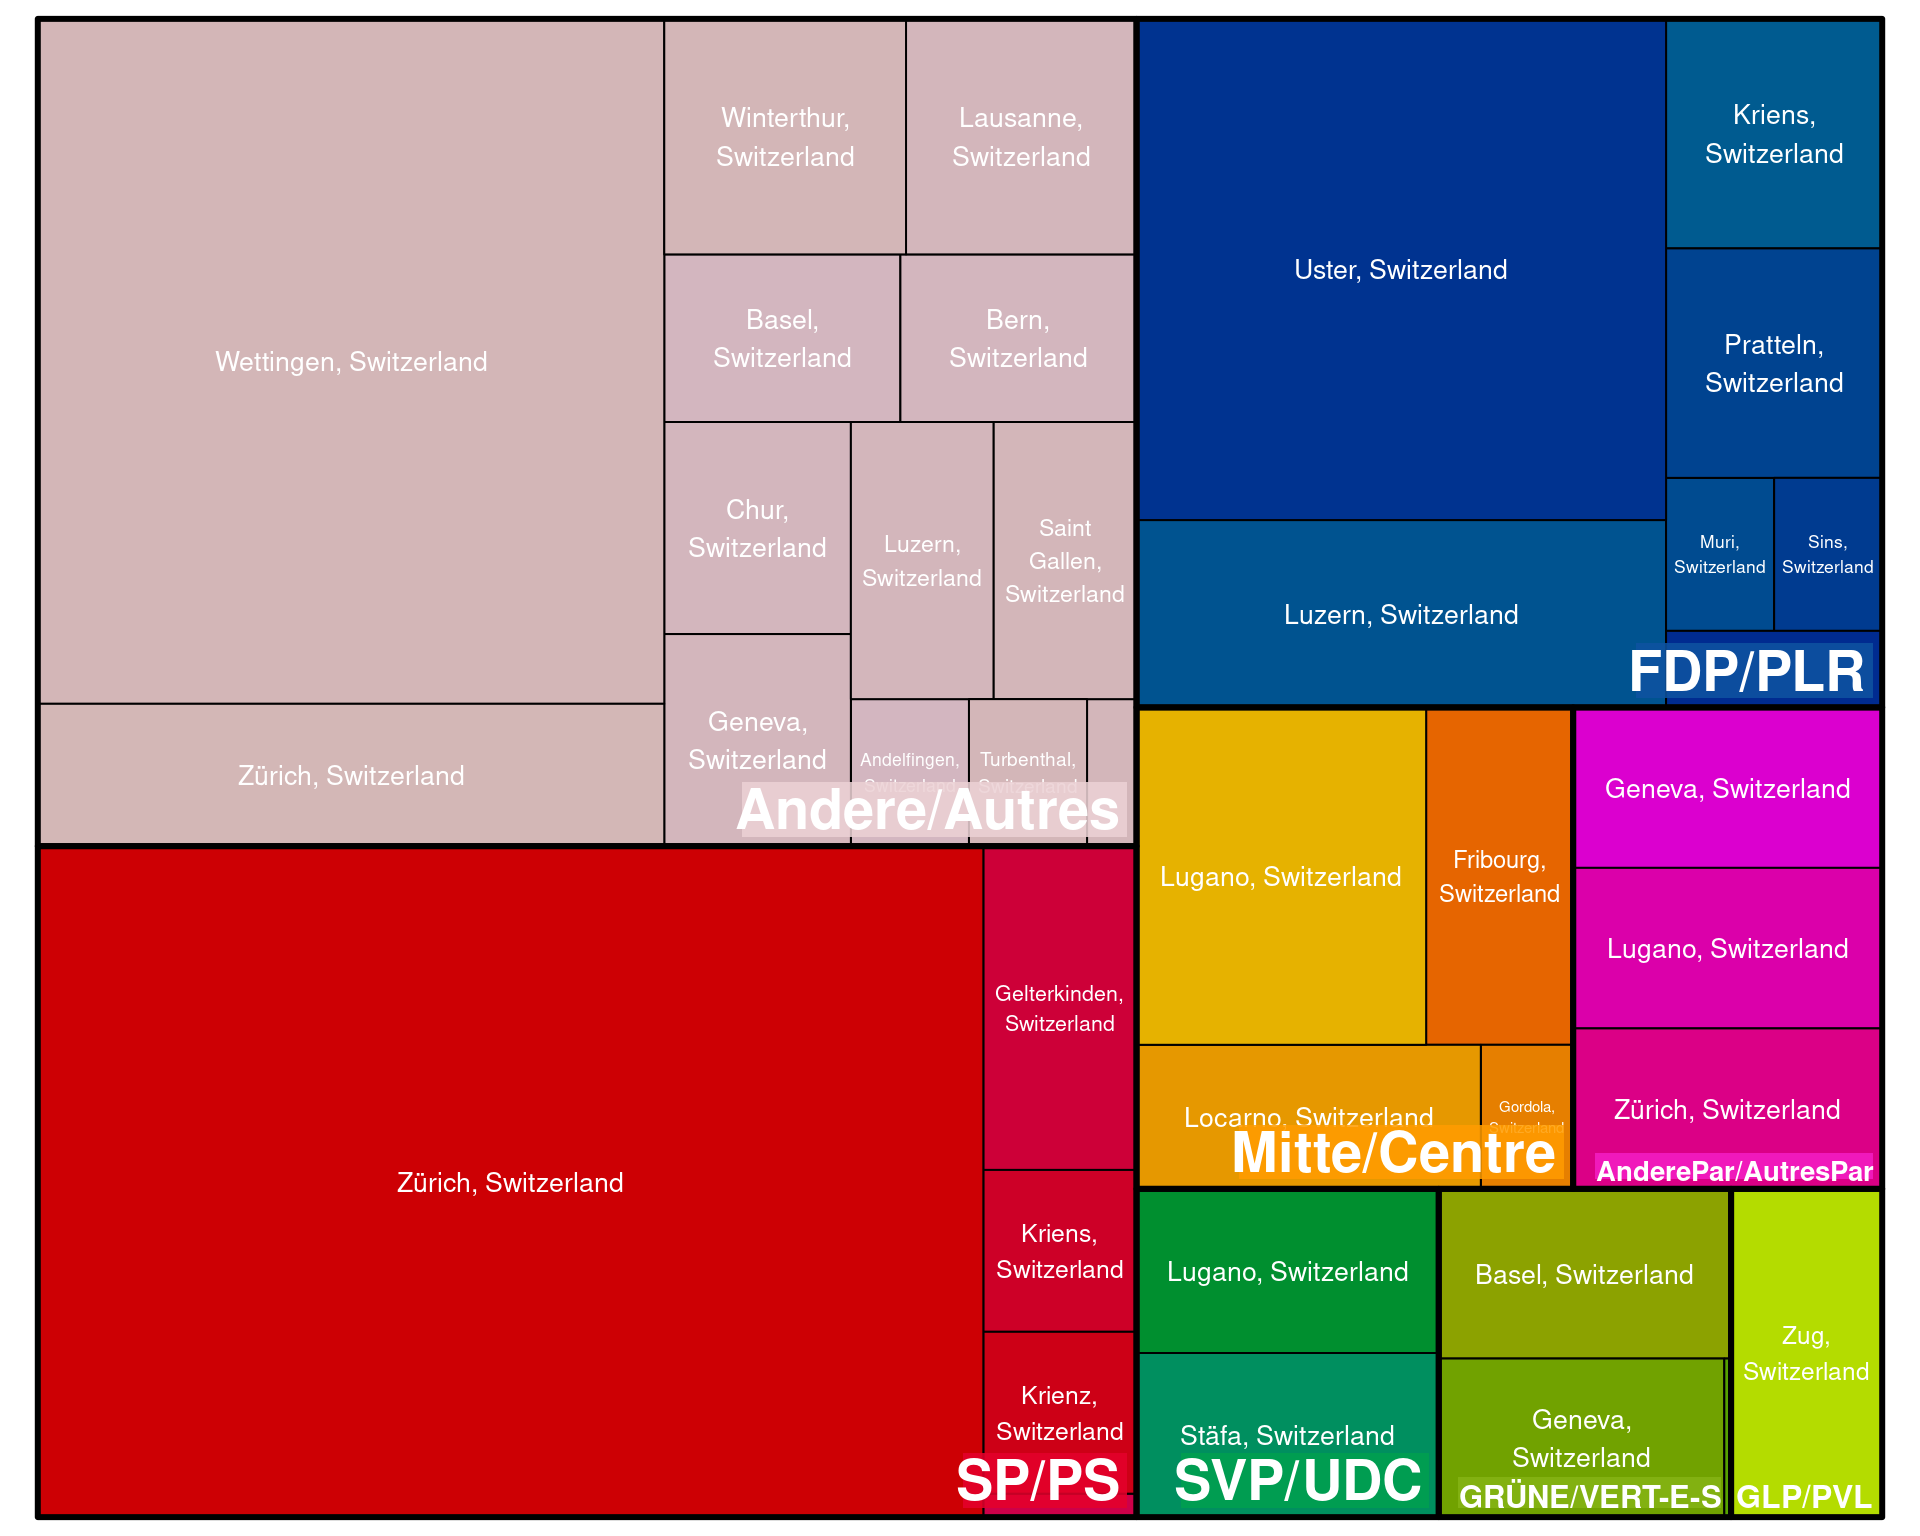 Wettingen, Switzerland
Zürich, Switzerland
Winterthur,
Switzerland
Lausanne,
Switzerland
Basel,
Switzerland
Bern,
Switzerland
Chur,
Switzerland
Luzern,
Switzerland
Saint
Gallen,
Switzerland
Geneva,
Switzerland
Andelfingen,
Switzerland
Turbenthal,
Switzerland
Andere/Autres
Zürich, Switzerland
Gelterkinden,
Switzerland
Kriens,
Switzerland
Krienz,
Switzerland
SP/PS
Uster, Switzerland
Luzern, Switzerland
Kriens,
Switzerland
Pratteln,
Switzerland
Muri,
Switzerland
Sins,
Switzerland
FDP/PLR
Lugano, Switzerland
Fribourg,
Switzerland
Locarno, Switzerland
Gordola,
Switzerland
Mitte/Centre
Geneva, Switzerland
Lugano, Switzerland
Zürich, Switzerland
AnderePar/AutresPar
Lugano, Switzerland
Stäfa, Switzerland
SVP/UDC
Basel, Switzerland
Geneva,
Switzerland
GRÜNE/VERT-E-S
Zug,
Switzerland
GLP/PVL